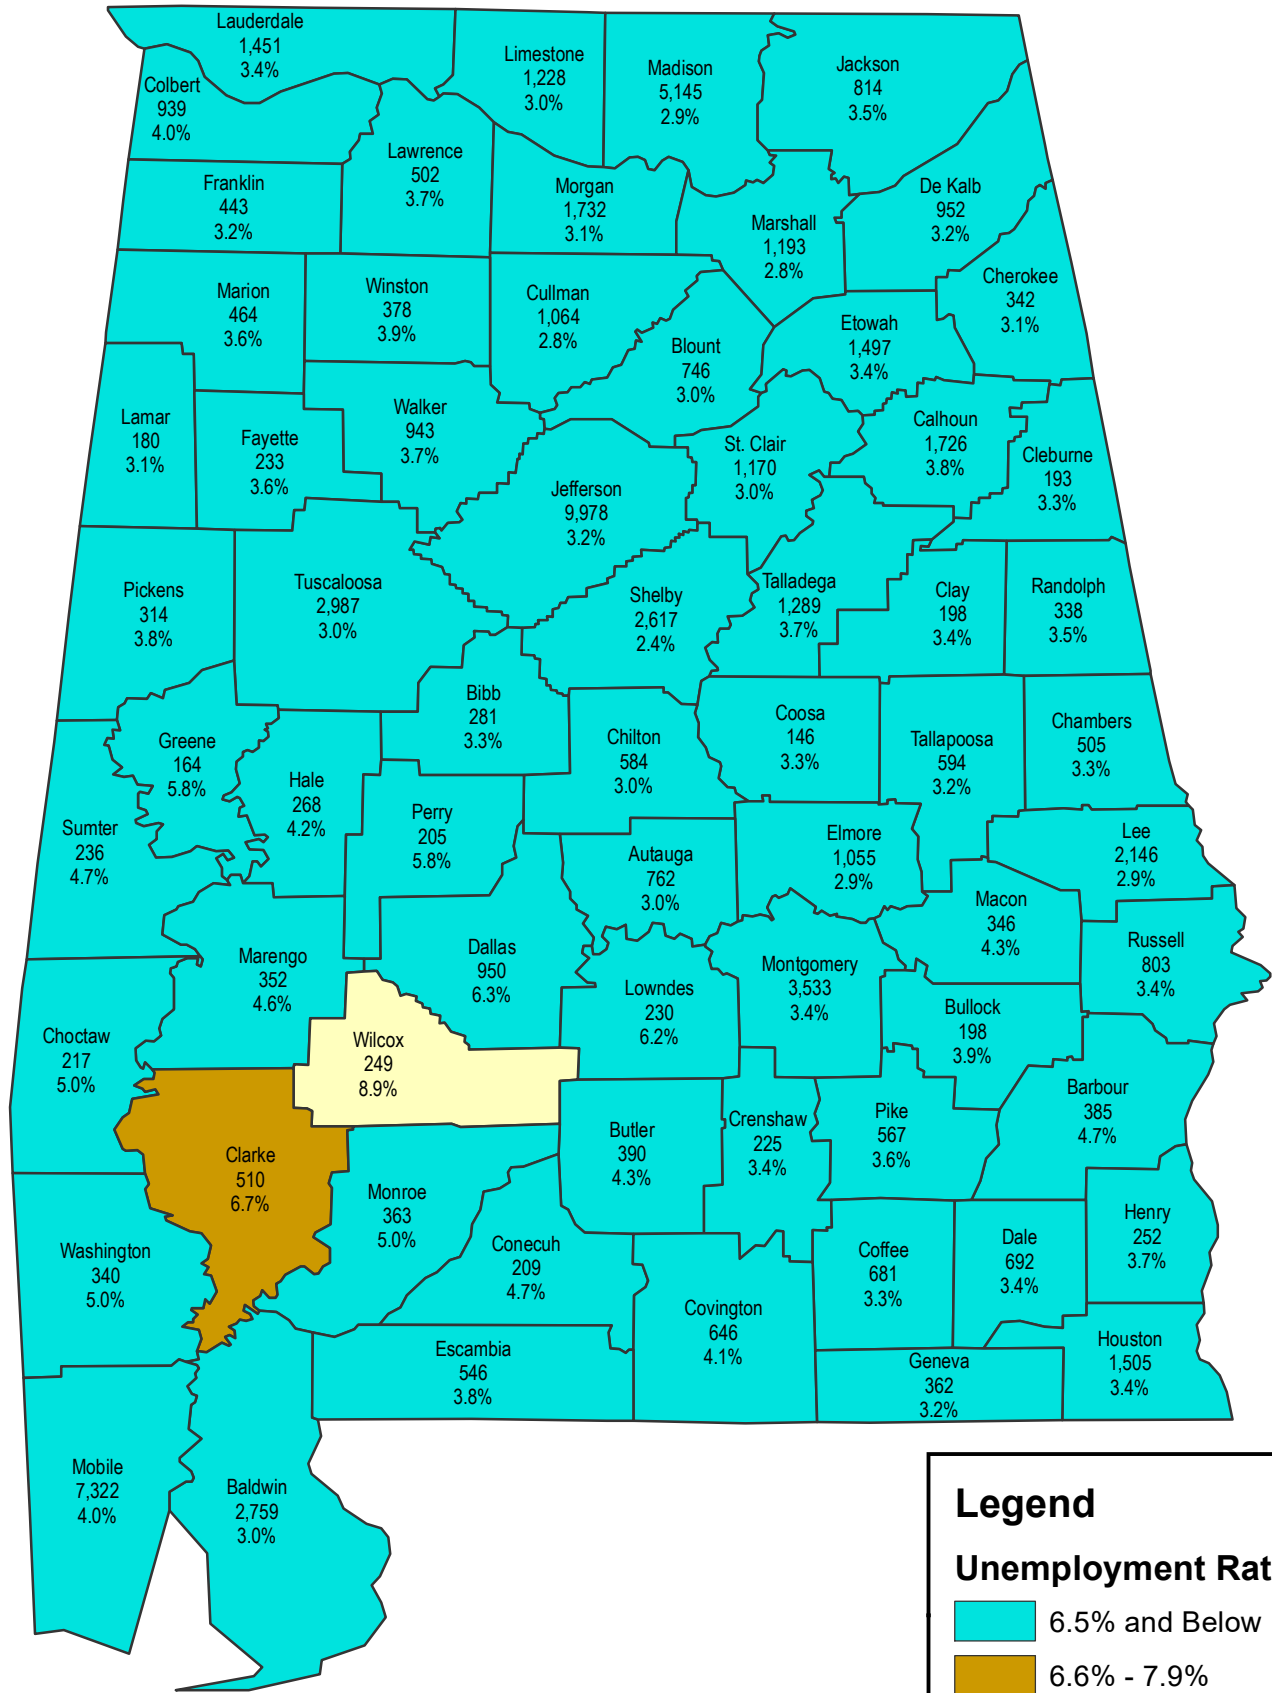 Lauderdale
1,451
3.4%
Limestone
1,228
3.0%
Madison
5,145
2.9%
Jackson
814
3.5%
Colbert
939
4.0%
Lawrence
502
3.7%
Franklin
443
3.2%
Morgan
1,732
3.1%
De Kalb
952
3.2%
Marshall
1,193
2.8%
Cherokee
342
3.1%
Marion
464
3.6%
Winston
378
3.9%
Cullman
1,064
2.8%
Etowah
1,497
3.4%
Blount
746
3.0%
Lamar
180
3.1%
Fayette
233
3.6%
Walker
943
3.7%
St. Clair
1,170
3.0%
Calhoun
1,726
3.8%
Cleburne
193
3.3%
Jefferson
9,978
3.2%
Pickens
314
3.8%
Tuscaloosa
2,987
3.0%
Shelby
2,617
2.4%
Talladega
1,289
3.7%
Clay
198
3.4%
Randolph
338
3.5%
Bibb
281
3.3%
Greene
164
5.8%
Hale
268
4.2%
Chilton
584
3.0%
Coosa
146
3.3%
Tallapoosa
594
3.2%
Chambers
505
3.3%
Sumter
236
4.7%
Perry
205
5.8%
Autauga
762
3.0%
Elmore
1,055
2.9%
Lee
2,146
2.9%
Macon
346
4.3%
Marengo
352
4.6%
Dallas
950
6.3%
Lowndes
230
6.2%
Montgomery
3,533
3.4%
Russell
803
3.4%
Bullock
198
3.9%
Choctaw
217
5.0%
Wilcox
249
8.9%
Barbour
385
4.7%
Clarke
510
6.7%
Butler
390
4.3%
Crenshaw
225
3.4%
Pike
567
3.6%
Monroe
363
5.0%
Henry
252
3.7%
Washington
340
5.0%
Conecuh
209
4.7%
Coffee
681
3.3%
Dale
692
3.4%
Covington
646
4.1%
Escambia
546
3.8%
Geneva
362
3.2%
Houston
1,505
3.4%
Mobile
7,322
4.0%
Baldwin
2,759
3.0%
Legend
Unemployment Rat
6.5% and Below
6.6% - 7.9%